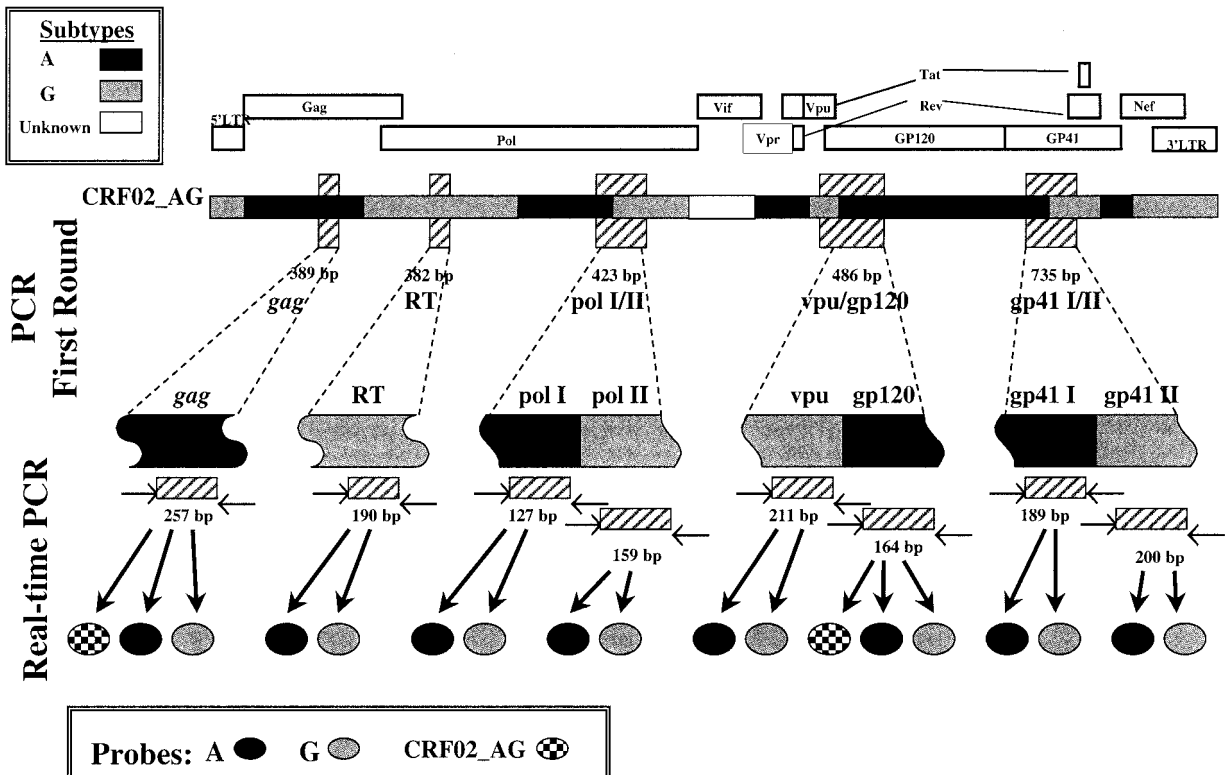 Subtypes
A
G
Unknown
Tat
Gag
Vif
Vpu
Rev
Nef
5'LTR
Pol
Vpr
GP120
GP41
3'LTR
CRF02_AG
PCR
First Round
389 bp
382 bp
423 bp
486 bp
735 bp
gag
RT
pol I/II
vpu/gp120
gp41 I/II
gag
RT
pol I
pol II
vpu
gp120
gp41 I
gp41 II
Real-time PCR
257 bp
190 bp
127 bp
159 bp
211 bp
164 bp
189 bp
200 bp
Probes: A G CRF02_AG